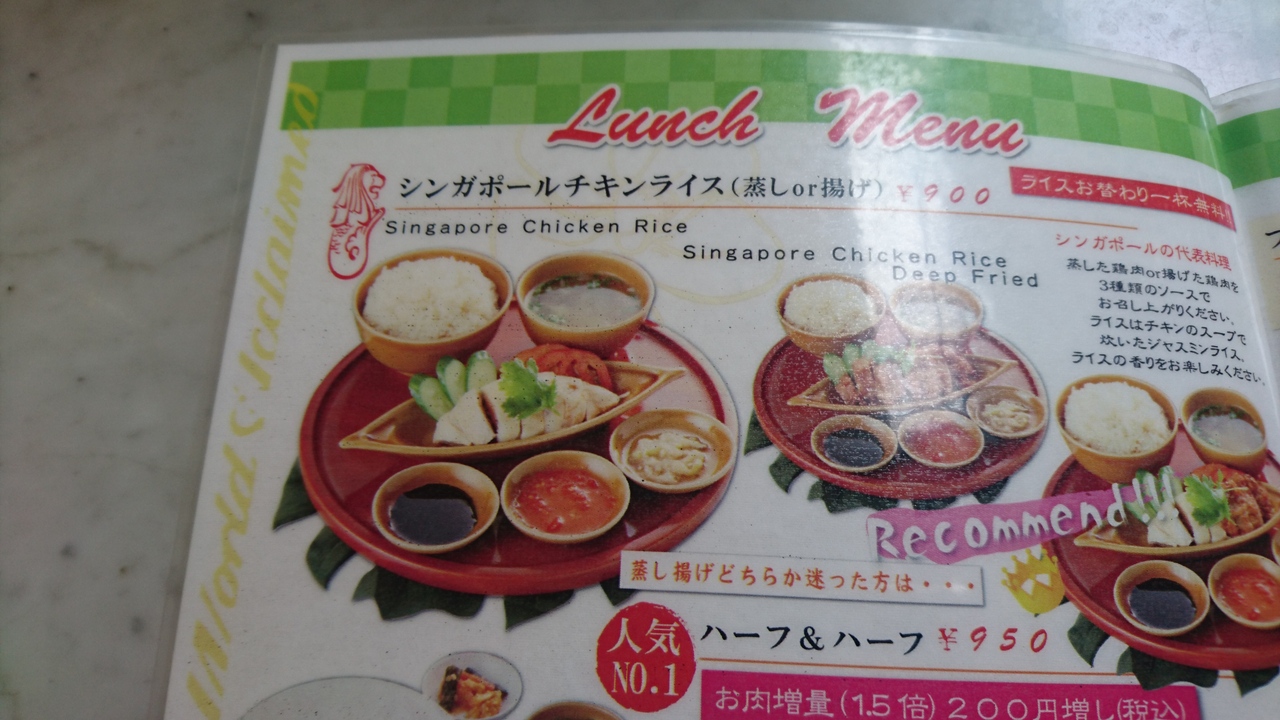 Lunch Menu
シンガポールチキンライス(蒸しor揚げ) ¥900
ライスお替わり一杯無料!
Singapore Chicken Rice
Singapore Chicken Rice
Deep Fried
シンガポールの代表料理
蒸した鶏肉or揚げた鶏肉を
3種類のソースで
お召し上がりください。
ライスはチキンのスープで
炊いたジャスミンライス、
ライスの香りをお楽しみください。
Recommend!!!
蒸し揚げどちらか迷った方は・・・
人気
NO.1
ハーフ&ハーフ ¥950
お肉増量(1.5倍)200円増し(税込)